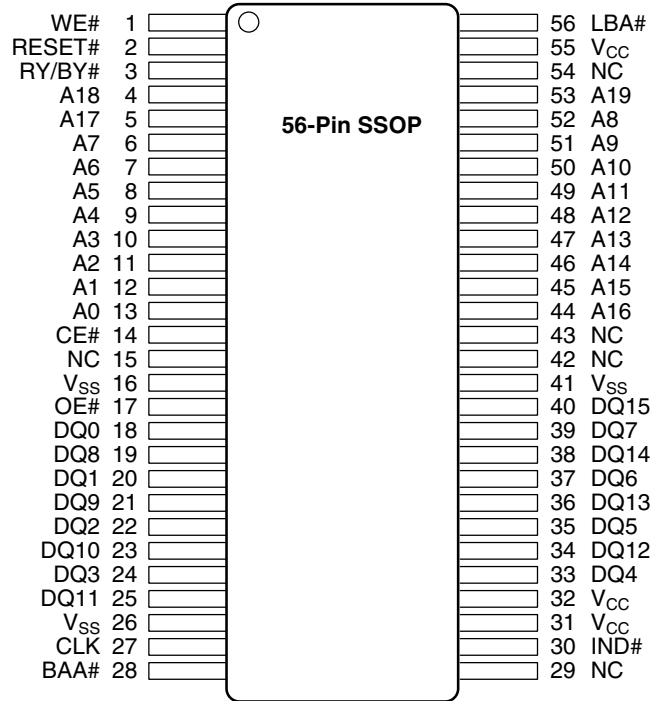 WE# 1 56 LBA#
RESET# 2 55 VCC
RY/BY# 3 54 NC
A18 4 53 A19
A17 5 52 A8
56-Pin SSOP
A7 6 51 A9
A6 7 50 A10
A5 8 49 A11
A4 9 48 A12
A3 10 47 A13
A2 11 46 A14
A1 12 45 A15
A0 13 44 A16
CE# 14 43 NC
NC 15 42 NC
VSS 16 41 VSS
OE# 17 40 DQ15
DQ0 18 39 DQ7
DQ8 19 38 DQ14
DQ1 20 37 DQ6
DQ9 21 36 DQ13
DQ2 22 35 DQ5
DQ10 23 34 DQ12
DQ3 24 33 DQ4
DQ11 25 32 VCC
VSS 26 31 VCC
CLK 27 30 IND#
BAA# 28 29 NC